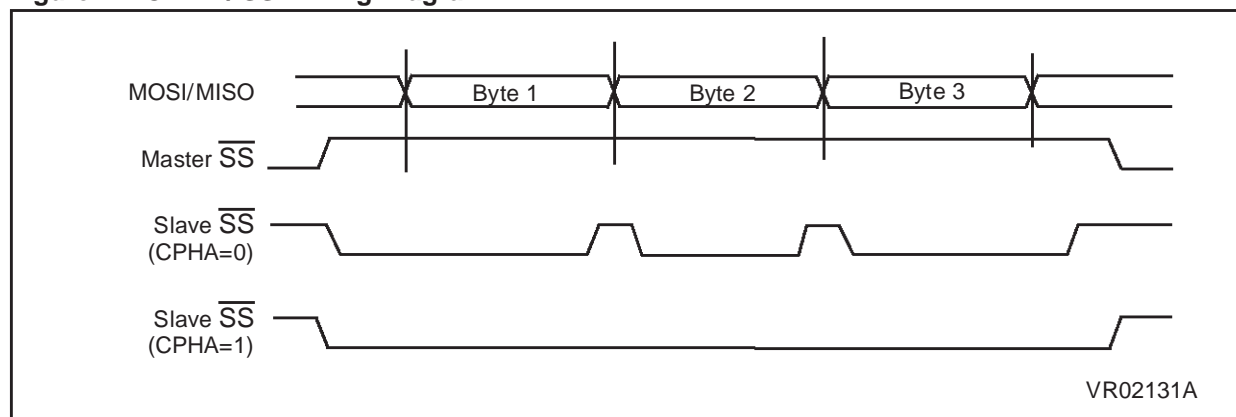 MOSI/MISO
Byte 1
Byte 2
Byte 3
Master SS
Slave SS
(CPHA=0)
Slave SS
(CPHA=1)
VR02131A